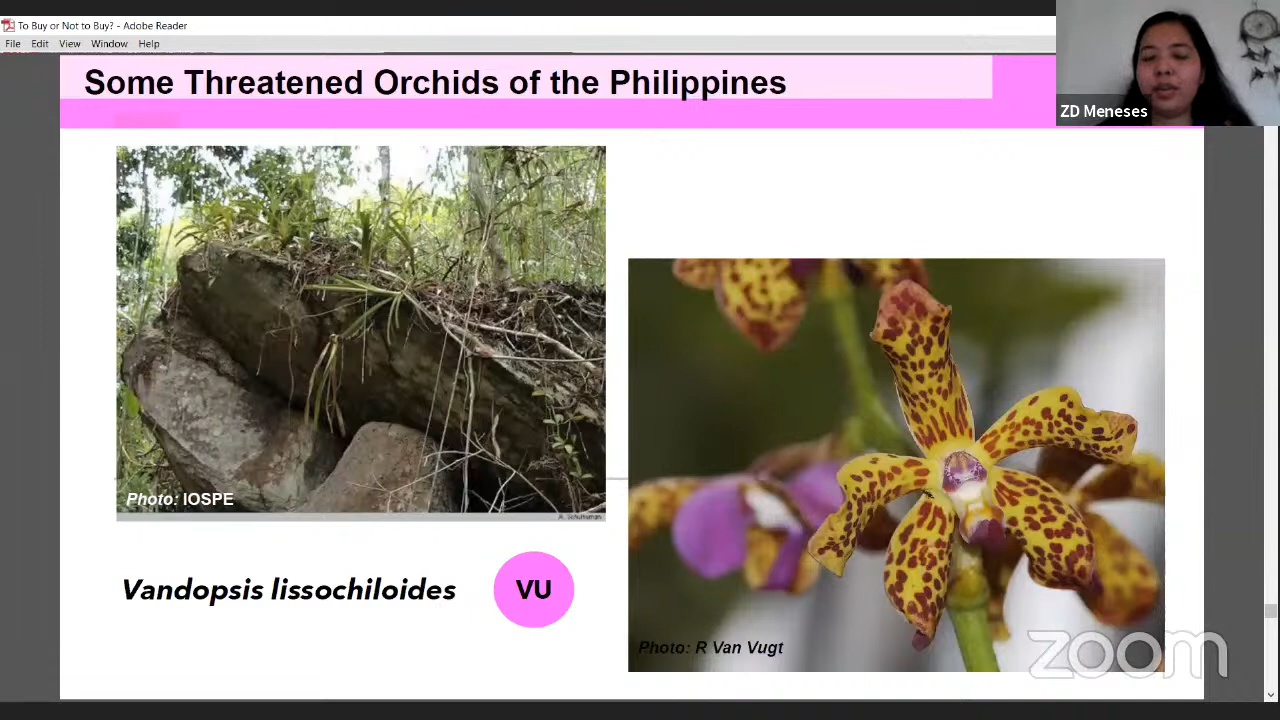 To Buy or Not to Buy? - Adobe Reader
File Edit View Window Help
Some Threatened Orchids of the Philippines
ZD Meneses
Photo: IOSPE
Vandopsis lissochiloides
VU
Photo: R Van Vugt
zoom